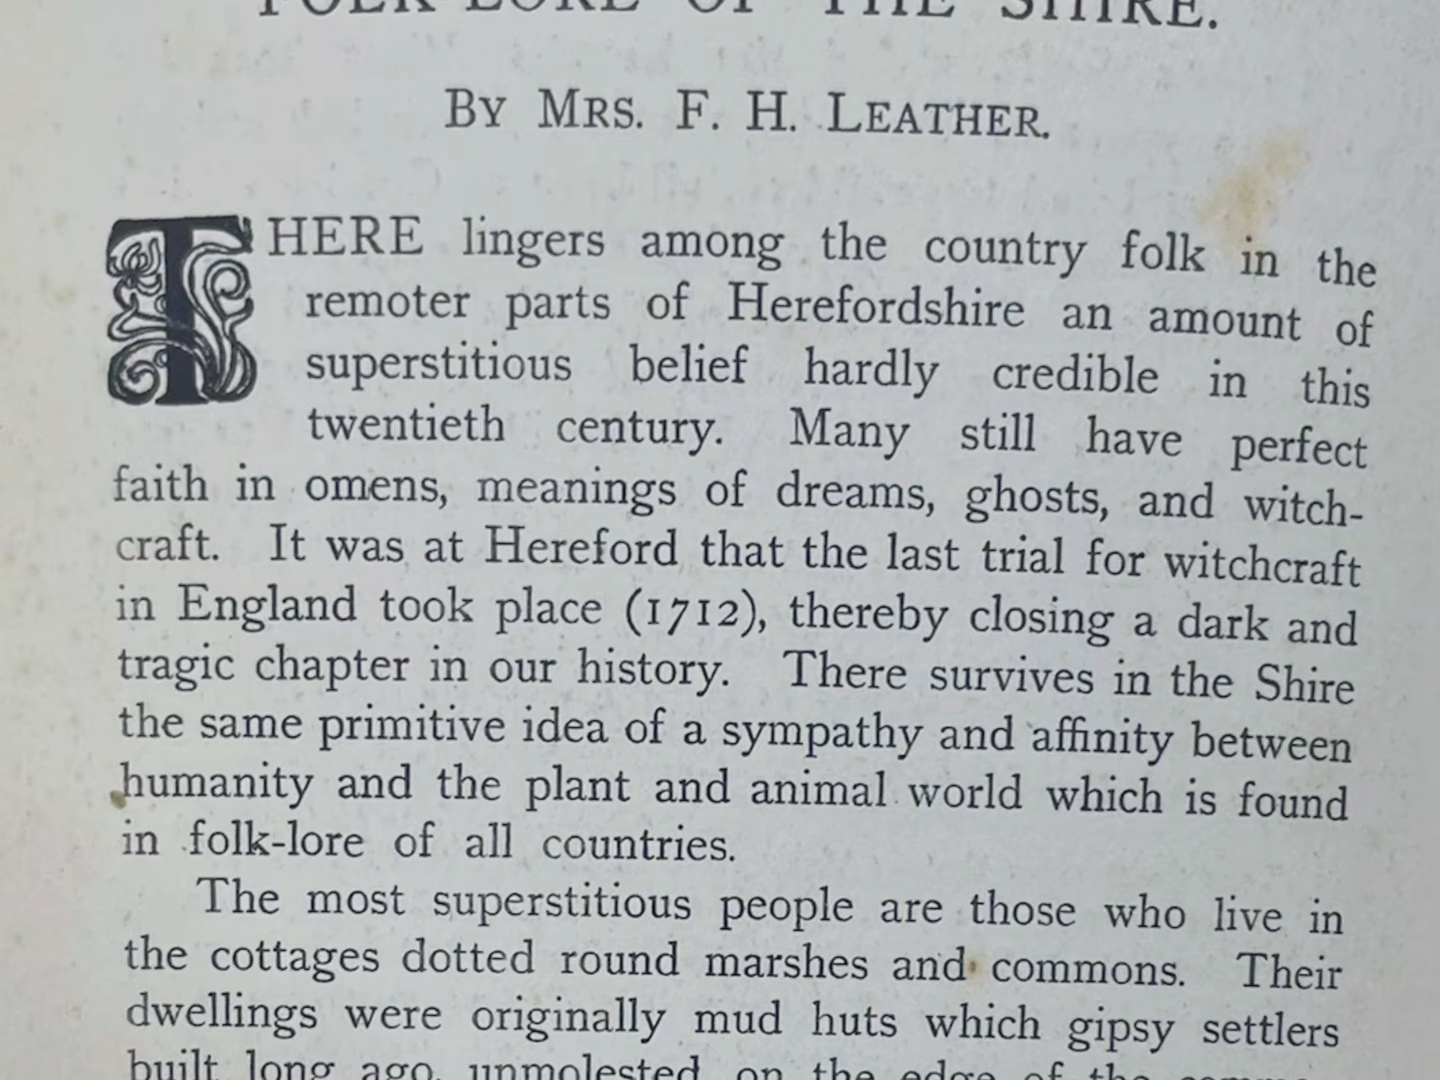 FOLK-LORE OF THE SHIRE.
BY MRS. F. H. LEATHER.
THERE lingers among the country folk in the
remoter parts of Herefordshire an amount of
superstitious belief hardly credible in this
twentieth century. Many still have perfect
faith in omens, meanings of dreams, ghosts, and witch-
craft. It was at Hereford that the last trial for witchcraft
in England took place (1712), thereby closing a dark and
tragic chapter in our history. There survives in the Shire
the same primitive idea of a sympathy and affinity between
humanity and the plant and animal world which is found
in folk-lore of all countries.
The most superstitious people are those who live in
the cottages dotted round marshes and commons. Their
dwellings were originally mud huts which gipsy settlers
built long ago, unmolested, on the edge of the